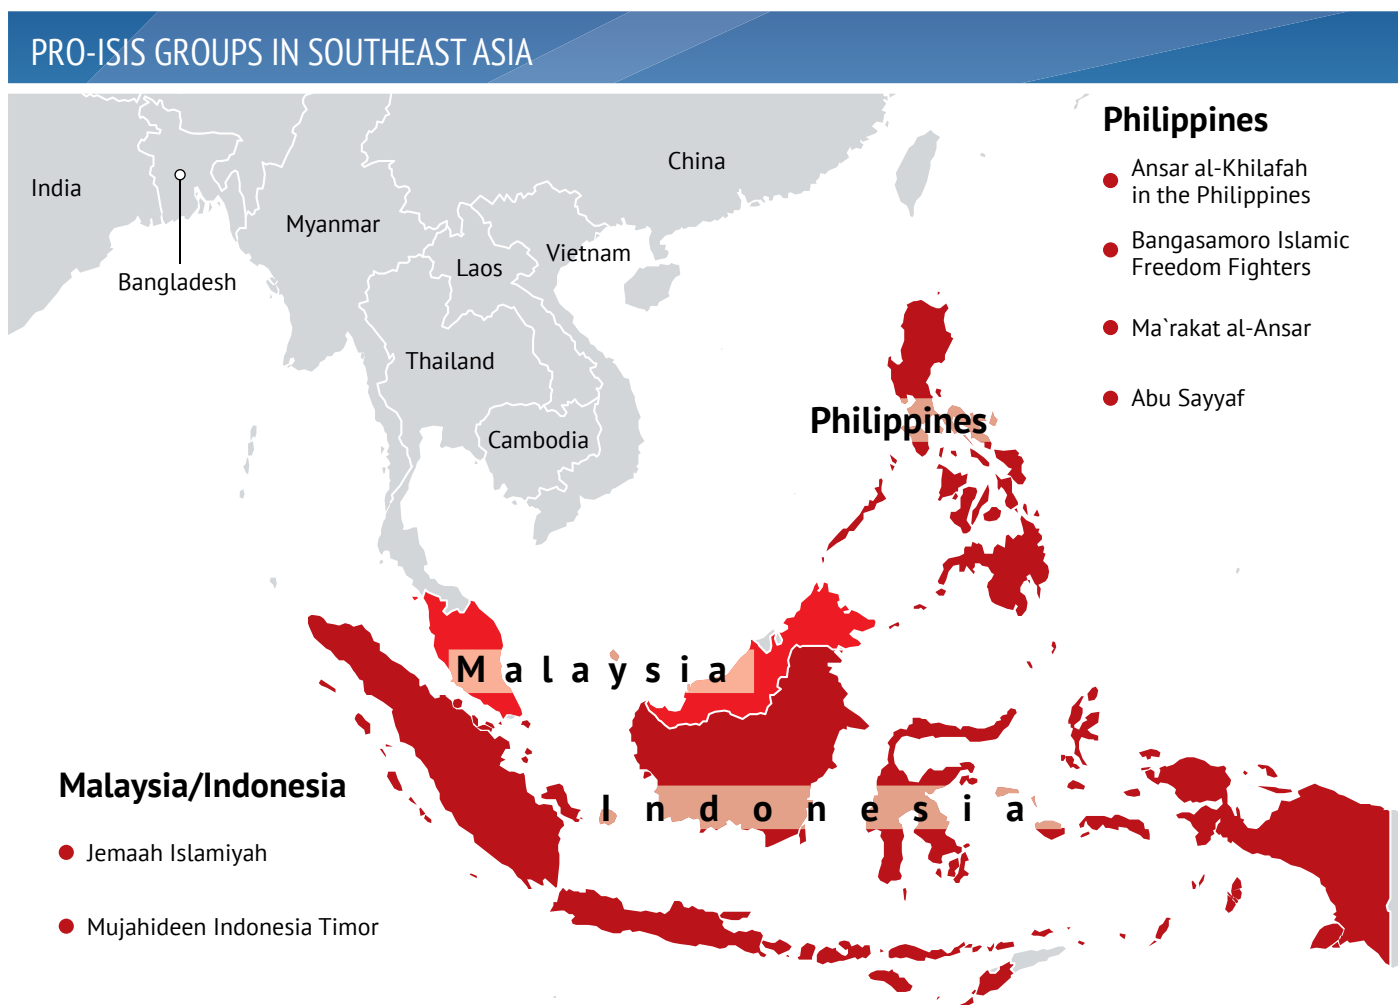 PRO-ISIS GROUPS IN SOUTHEAST ASIA
Philippines
Ansar al-Khilafah
in the Philippines
Bangasamoro Islamic
Freedom Fighters
Ma`rakat al-Ansar
Abu Sayyaf
China
India
Myanmar
Vietnam
Laos
Bangladesh
Thailand
Philippines
Cambodia
Malaysia
Malaysia/Indonesia
Indonesia
Jemaah Islamiyah
Mujahideen Indonesia Timor